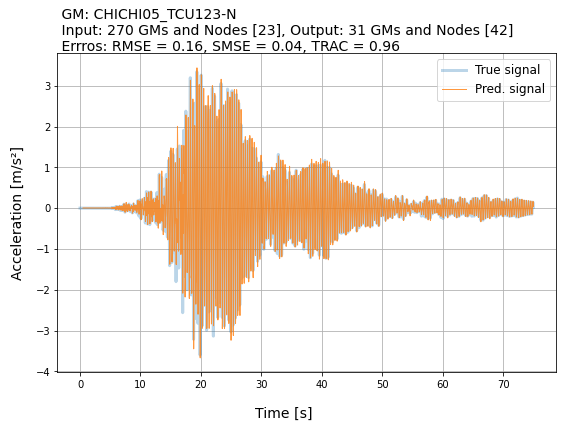 GM: CHICHI05_TCU123-N
Input: 270 GMs and Nodes [23], Output: 31 GMs and Nodes [42]
Errros: RMSE = 0.16, SMSE = 0.04, TRAC = 0.96
True signal
Pred. signal
3
2
1
0
−1
−2
−3
−4
Acceleration [m/s²]
0 10 20 30 40 50 60 70
Time [s]